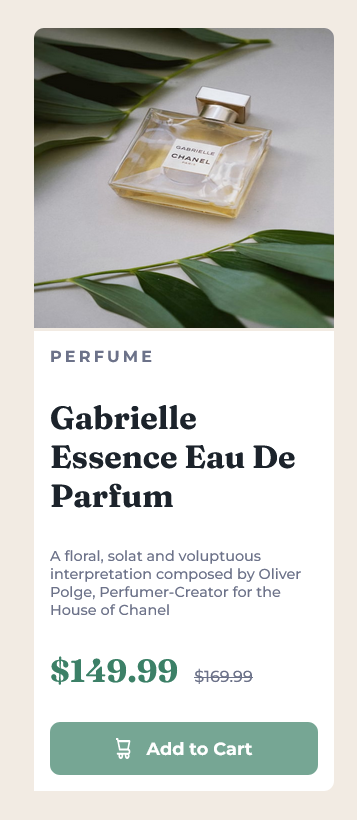 GABRIELLE
CHANEL
PARIS
PERFUME
Gabrielle
Essence Eau De
Parfum
A floral, solat and voluptuous
interpretation composed by Oliver
Polge, Perfumer-Creator for the
House of Chanel
$149.99 $169.99
Add to Cart